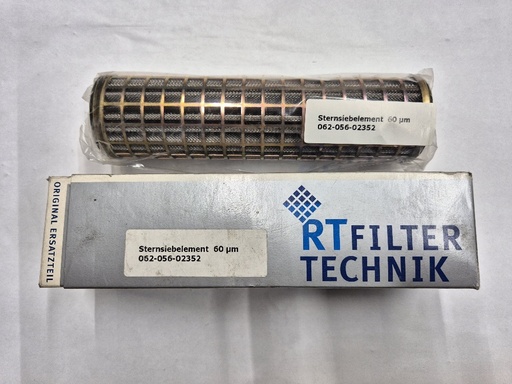 Sternsiebelement 60 µm
062-056-02352
ORIGINAL ERSATZTEIL
Sternsiebelement 60 µm
062-056-02352
RTFILTER
TECHNIK